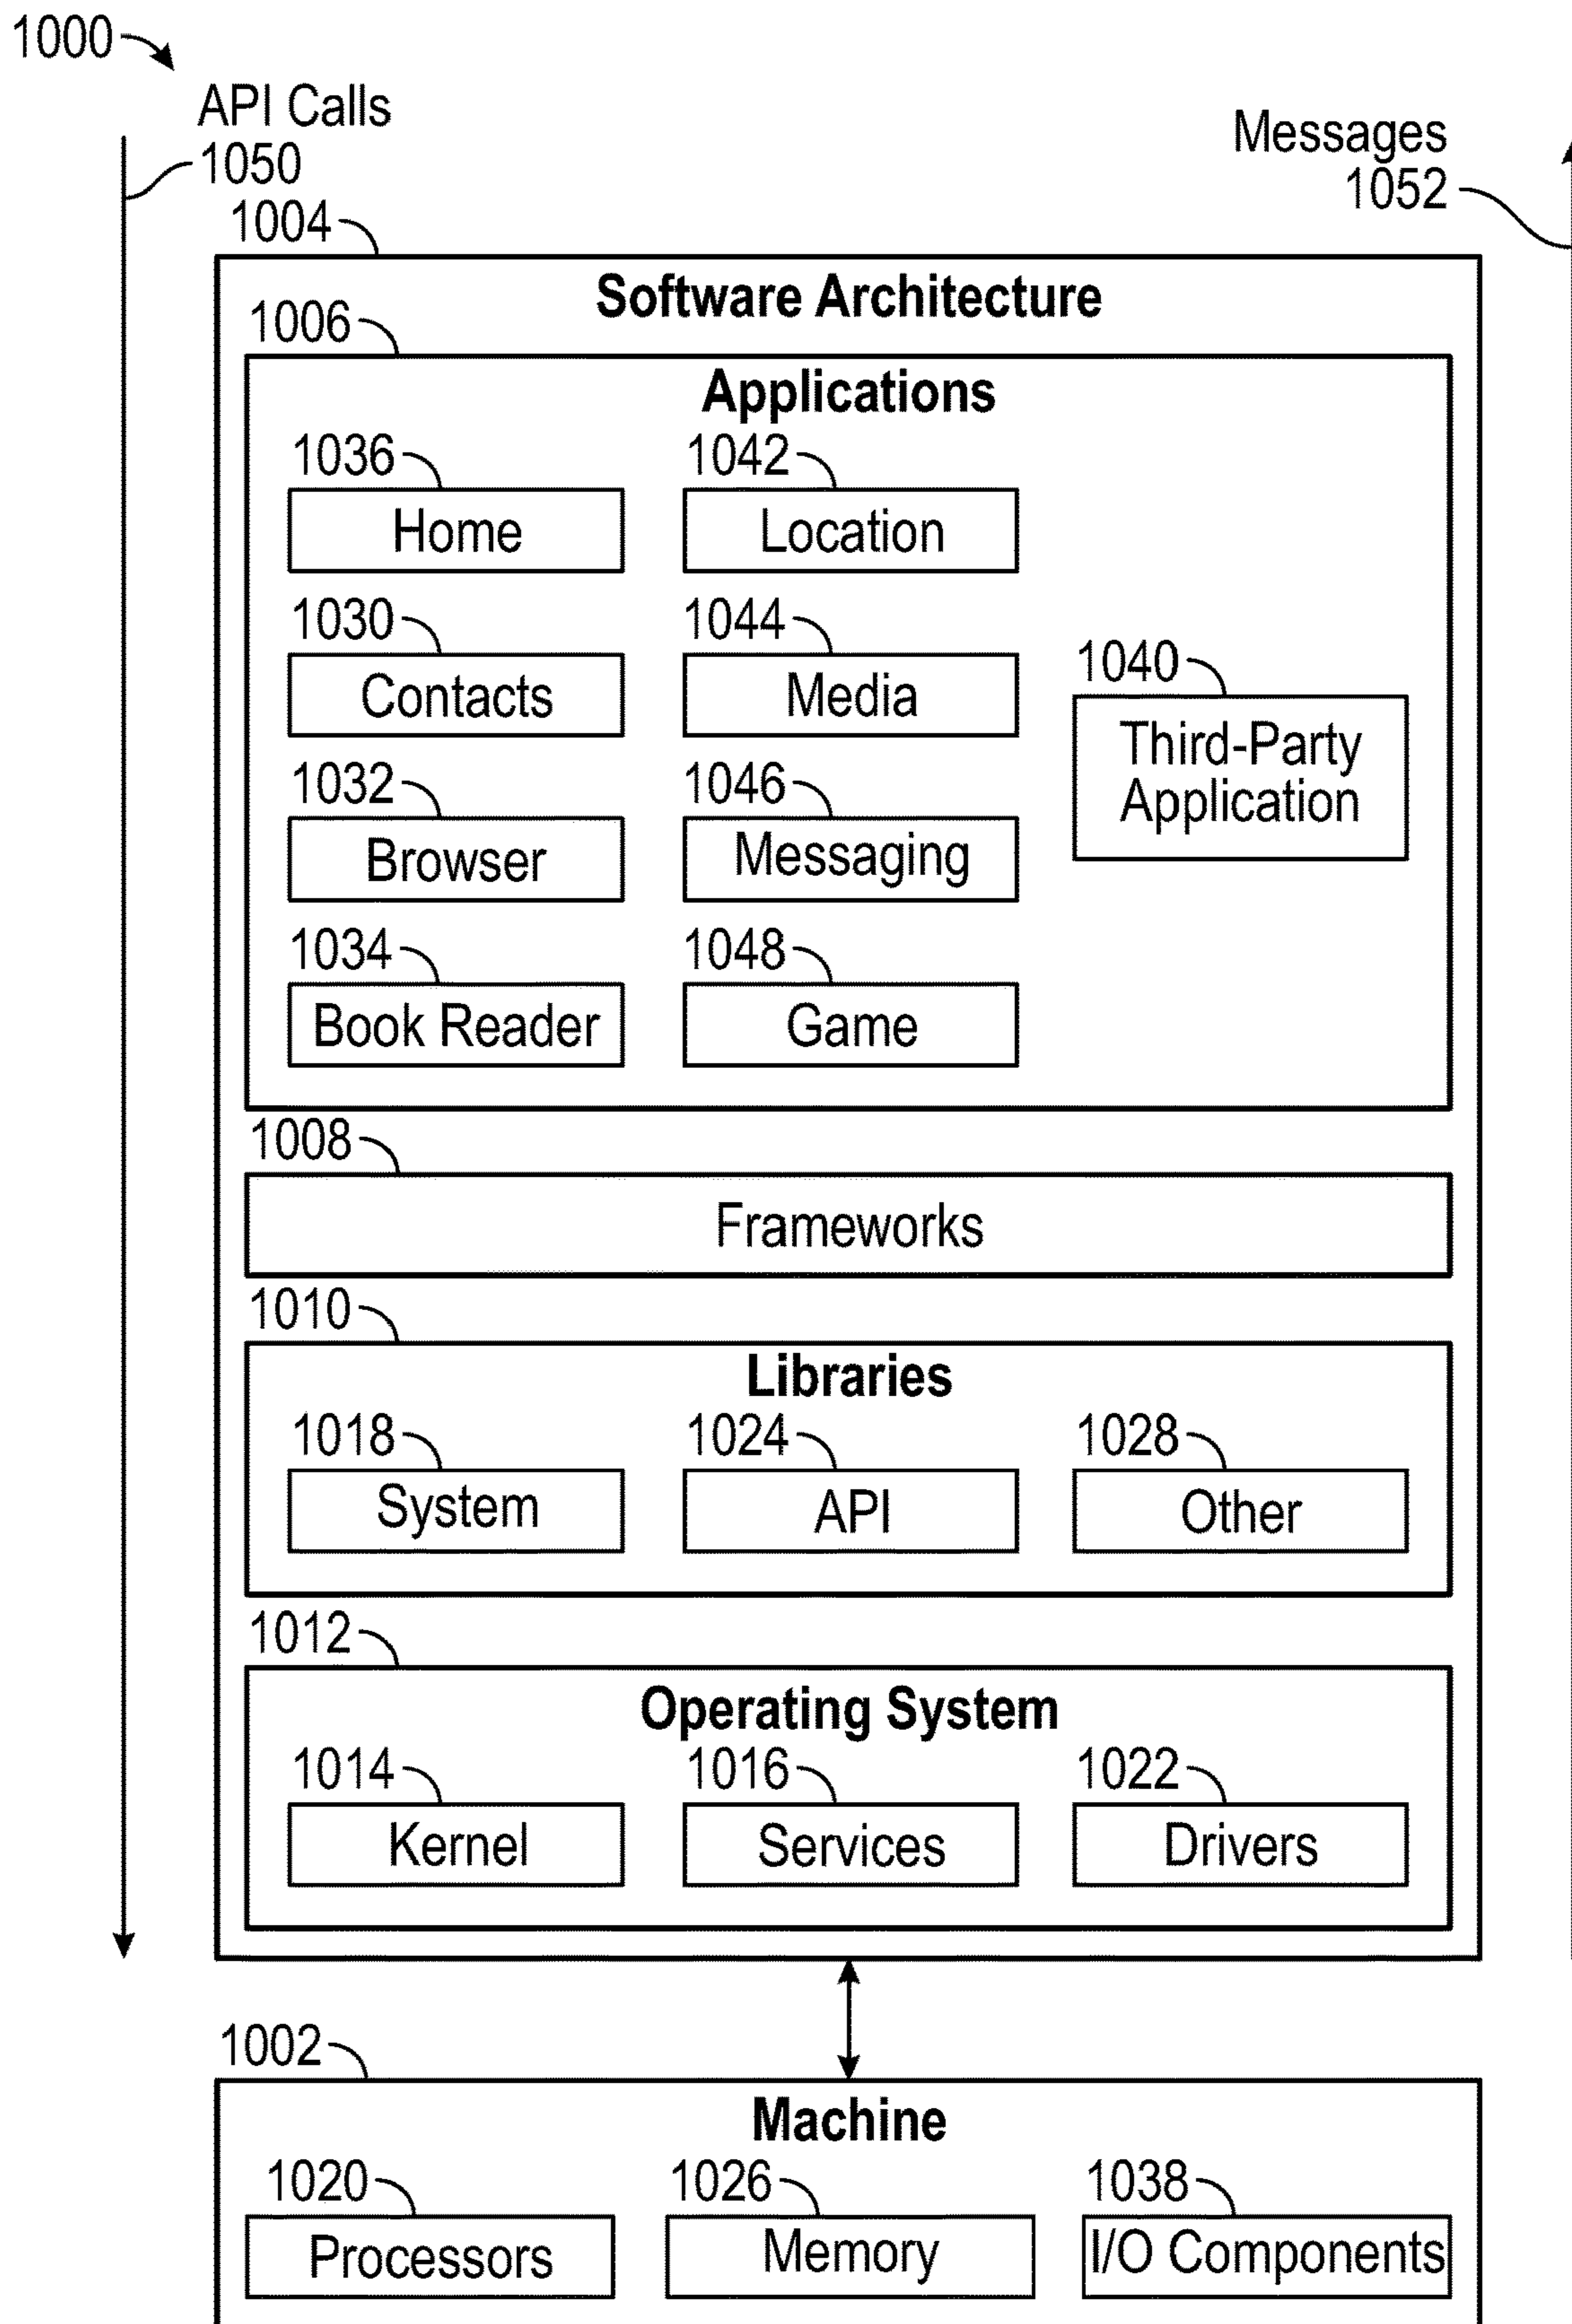 1000
API Calls
1050
Messages
1052
1004
Software Architecture
1006
Applications
1036
Home
1042
Location
1030
Contacts
1044
Media
1040
Third-Party
Application
1032
Browser
1046
Messaging
1034
Book Reader
1048
Game
1008
Frameworks
1010
Libraries
1018
System
1024
API
1028
Other
1012
Operating System
1014
Kernel
1016
Services
1022
Drivers
1002
Machine
1020
Processors
1026
Memory
1038
I/O Components